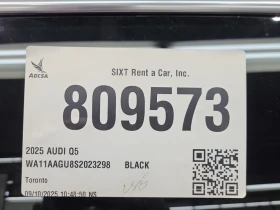 SIXT Rent a Car, Inc.
ADESA
809573
2025 AUDI Q5
WA11AAGU8S2023298 BLACK
Toronto
09/10/2025 10:48:50 NS